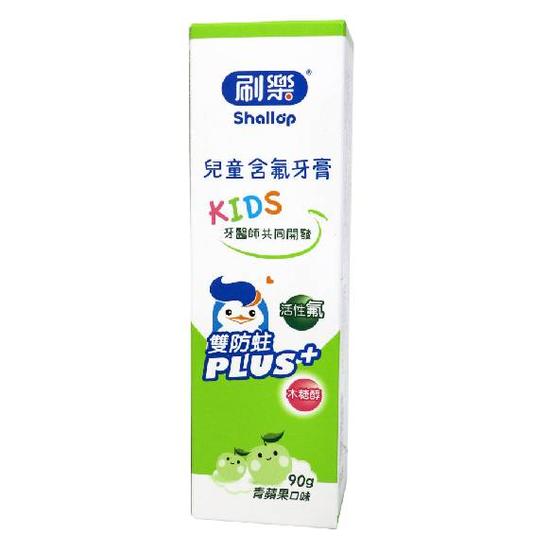 刷樂®
Shallop
兒童含氟牙膏
KIDS
牙醫師共同開發
活性氟
雙防蛀
PLUS+
木糖醇
90g
青蘋果口味